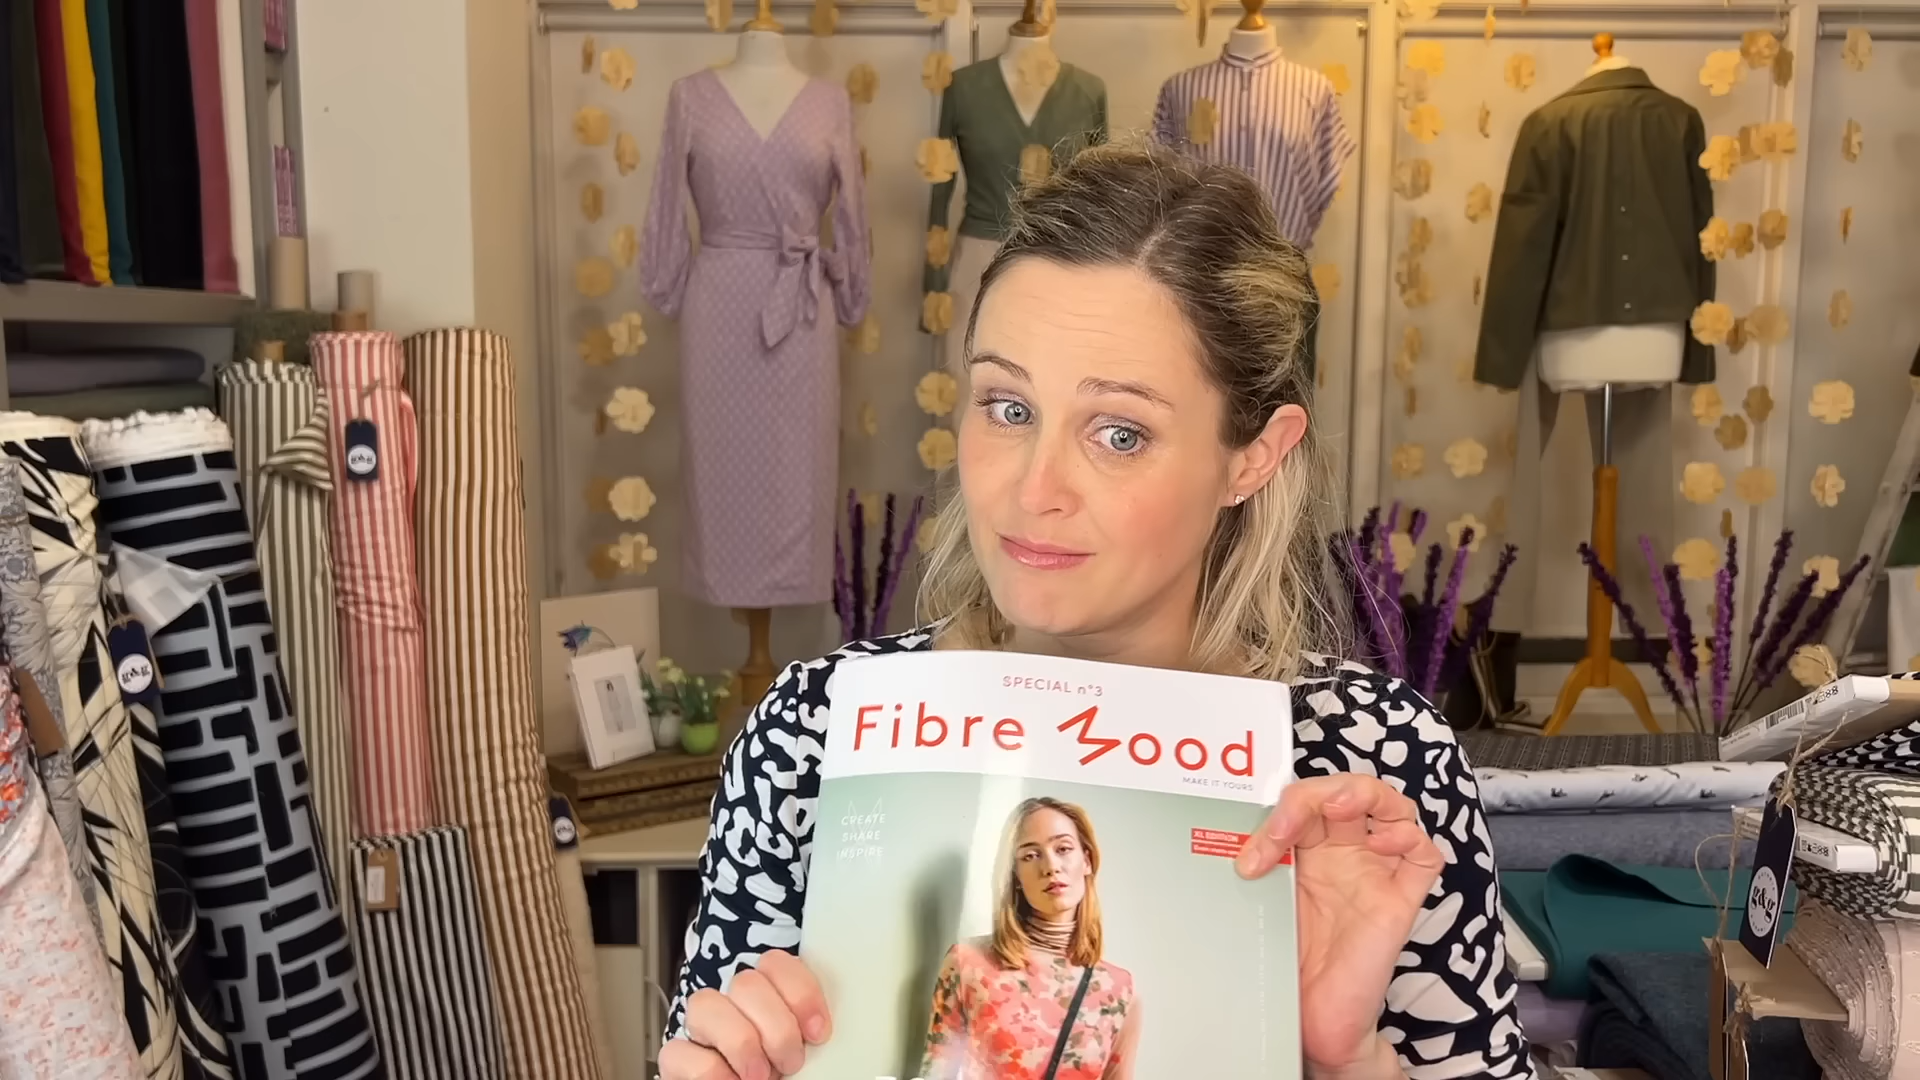 SPECIAL n°3
Fibre Mood
MAKE IT YOURS
CREATE
SHARE
INSPIRE
XL EDITION
g&g
g&g
g&g